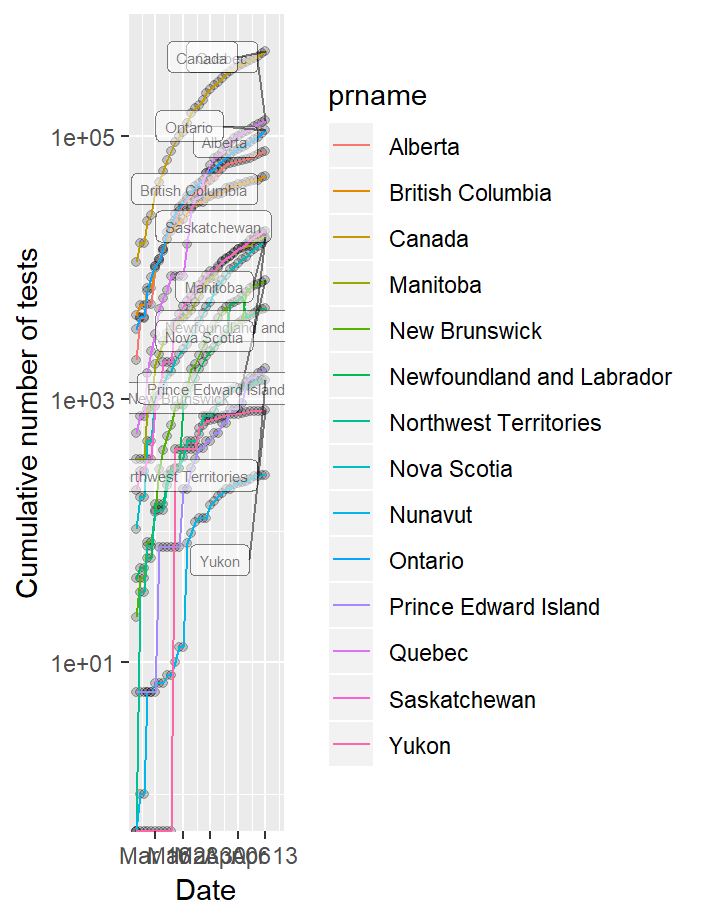 Cumulative number of tests
1e+05
1e+03
1e+01
Canada
Ontario
Alberta
British Columbia
Saskatchewan
Manitoba
Newfoundland and
Nova Scotia
Prince Edward Island
New Brunswick
rthwest Territories
Yukon
Apr 13
Date
prname
Alberta
British Columbia
Canada
Manitoba
New Brunswick
Newfoundland and Labrador
Northwest Territories
Nova Scotia
Nunavut
Ontario
Prince Edward Island
Quebec
Saskatchewan
Yukon